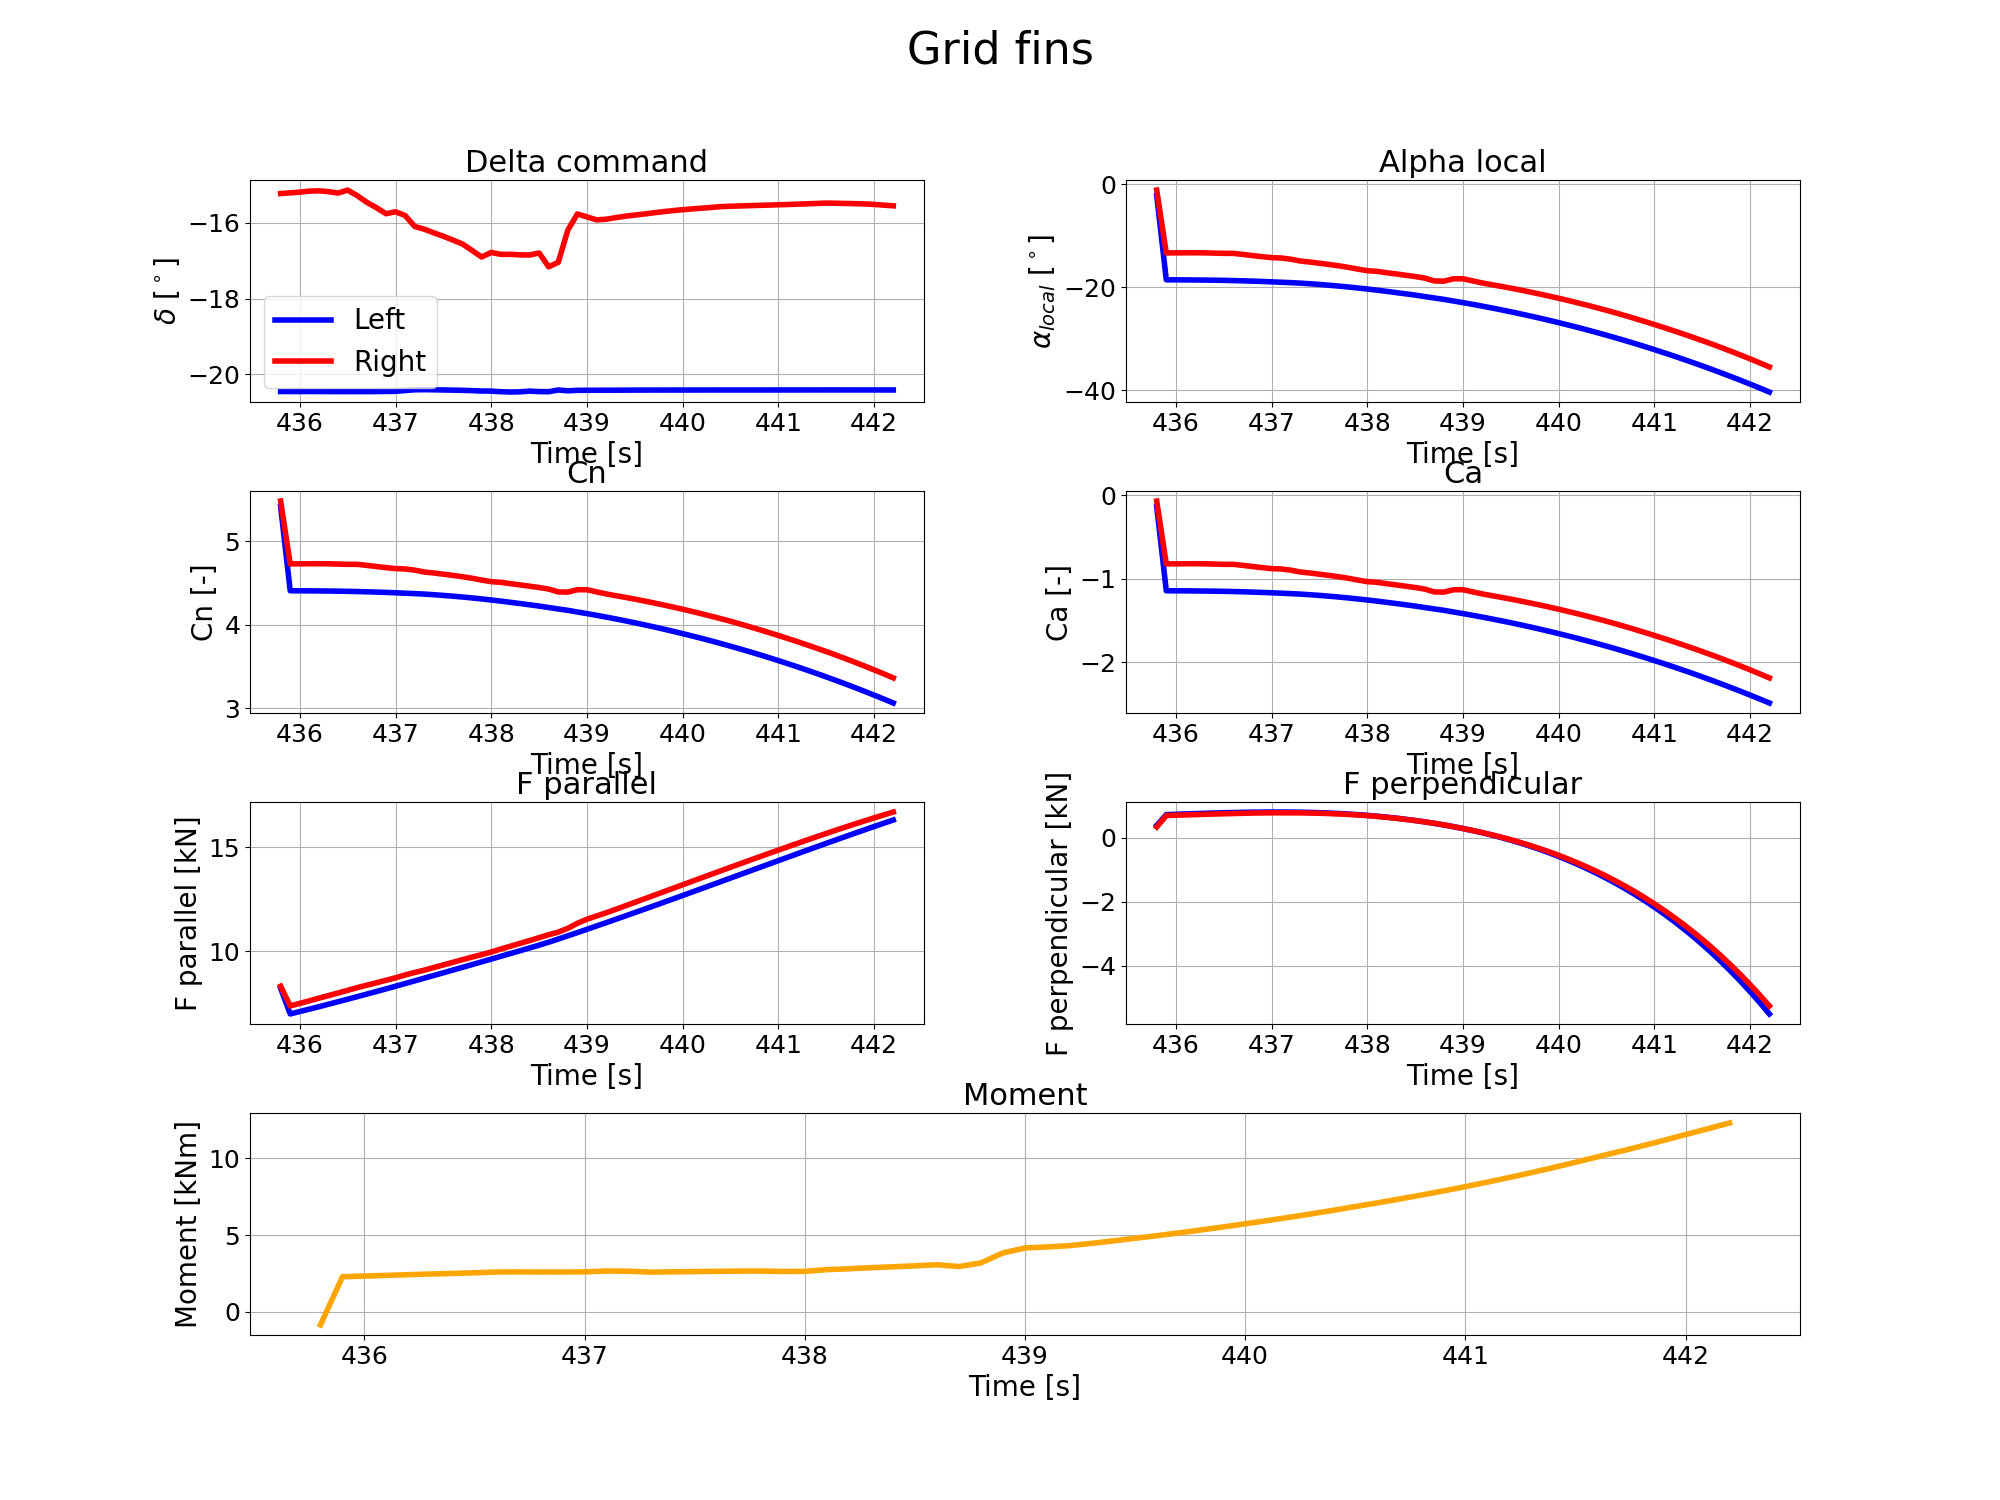 Grid fins
Delta command
δ [°]
−16
−18
−20
Left
Right
436 437 438 439 440 441 442
Time [s]
Alpha local
α_local [°]
0
−20
−40
436 437 438 439 440 441 442
Time [s]
Cn
Cn [-]
5
4
3
436 437 438 439 440 441 442
Time [s]
Ca
Ca [-]
0
−1
−2
436 437 438 439 440 441 442
Time [s]
F parallel
F parallel [kN]
15
10
436 437 438 439 440 441 442
Time [s]
F perpendicular
F perpendicular [kN]
0
−2
−4
436 437 438 439 440 441 442
Time [s]
Moment
Moment [kNm]
10
5
0
436 437 438 439 440 441 442
Time [s]